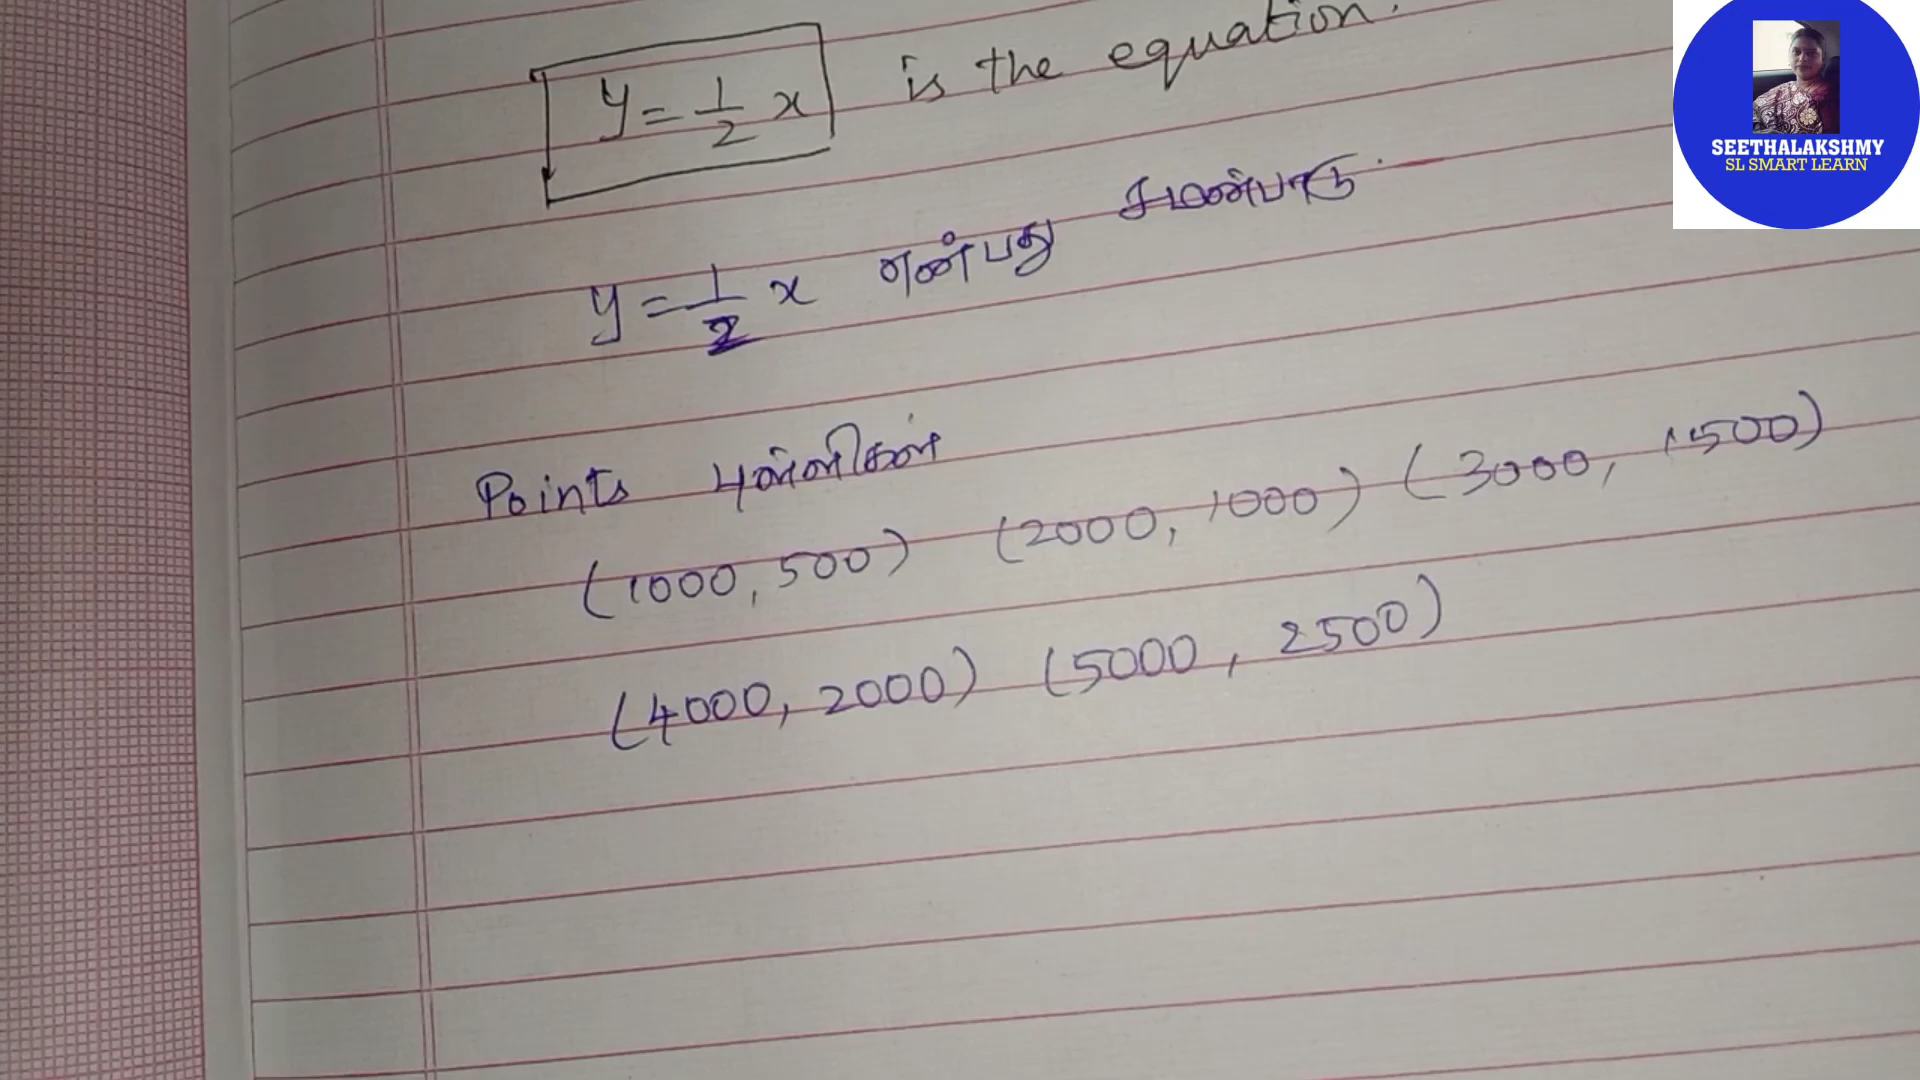 y = 1/2 x is the equation.
y = 1/2 x என்பது சமன்பாடு.
Points புள்ளிகள்
(1000, 500) (2000, 1000) (3000, 1500)
(4000, 2000) (5000, 2500)
SEETHALAKSHMY
SL SMART LEARN